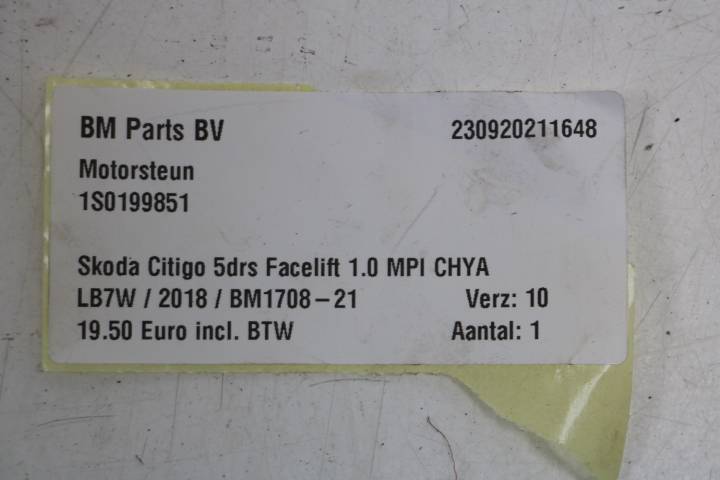 BM Parts BV 230920211648
Motorsteun
1S0199851
Skoda Citigo 5drs Facelift 1.0 MPI CHYA
LB7W / 2018 / BM1708-21 Verz: 10
19.50 Euro incl. BTW Aantal: 1